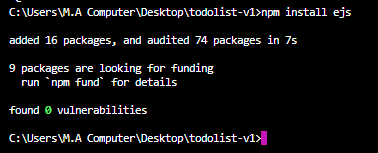 C:\Users\M.A Computer\Desktop\todolist-v1>npm install ejs
added 16 packages, and audited 74 packages in 7s
9 packages are looking for funding
run `npm fund` for details
found 0 vulnerabilities
C:\Users\M.A Computer\Desktop\todolist-v1>